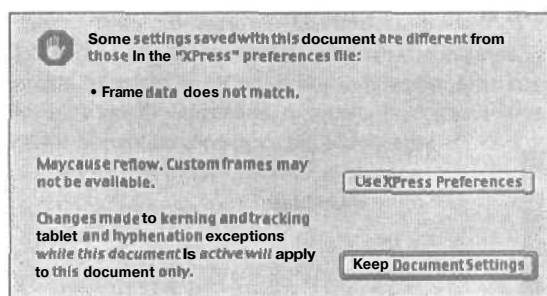 Some settings saved with this document are different from
those In the "XPress" preferences file:
• Frame data does not match.
May cause reflow. Custom frames may
not be available.
Use XPress Preferences
Changes made to kerning and tracking
tablet and hyphenation exceptions
while this document Is active will apply
to this document only.
Keep Document Settings